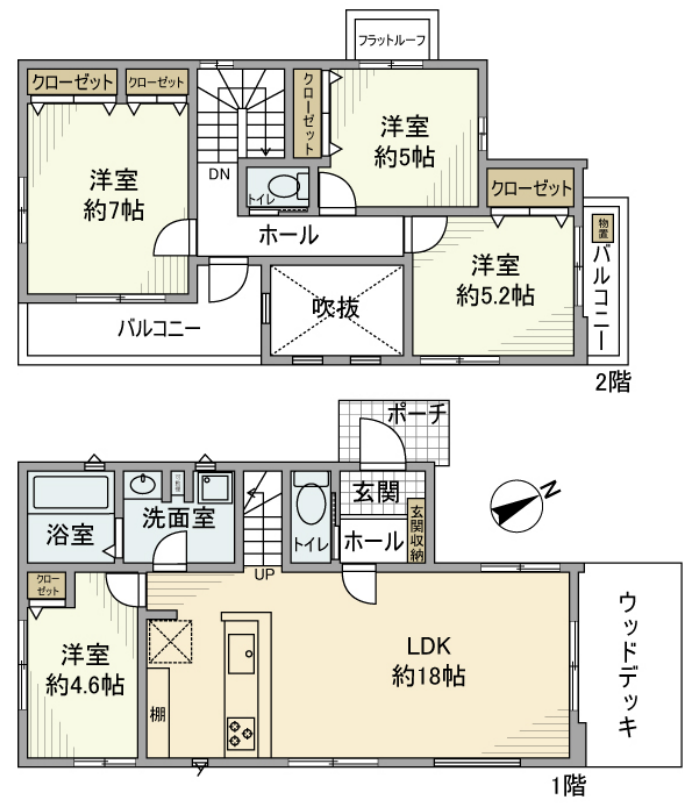 フラットルーフ
クローゼット
クローゼット
クローゼット
洋室
約5帖
洋室
約7帖
DN
トイレ
クローゼット
ホール
洋室
約5.2帖
物置
バルコニー
バルコニー
吹抜
2階
ポーチ
浴室
洗面室
トイレ
玄関
ホール
玄関収納
N
UP
クローゼット
洋室
約4.6帖
棚
LDK
約18帖
ウッドデッキ
1階